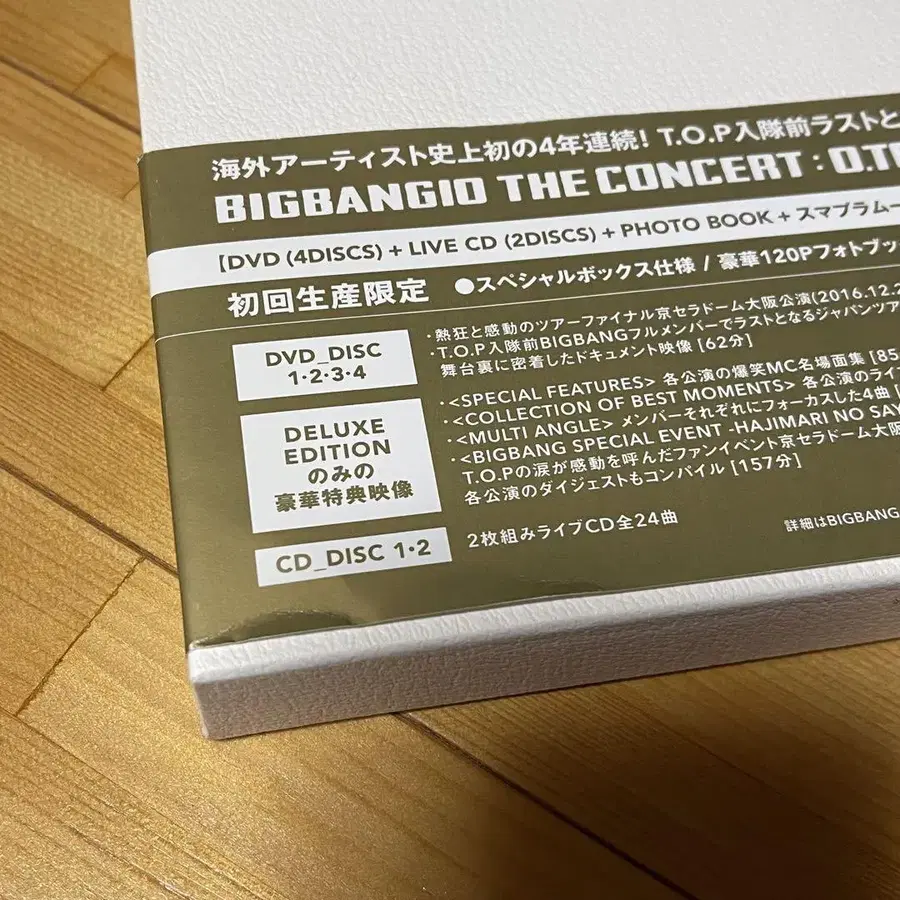 海外アーティスト史上初の4年連続! T.O.P入隊前ラストと
BIGBANG10 THE CONCERT : 0.T
【DVD (4DISCS) + LIVE CD (2DISCS) + PHOTO BOOK + スマプラムー
初回生産限定 ●スペシャルボックス仕様 / 豪華120Pフォトブック
DVD_DISC
1・2・3・4
・熱狂と感動のツアーファイナル京セラドーム大阪公演(2016.12.2
・T.O.P入隊前BIGBANGフルメンバーでラストとなるジャパンツア
舞台裏に密着したドキュメント映像 [62分]
DELUXE
EDITION
のみの
豪華特典映像
・<SPECIAL FEATURES> 各公演の爆笑MC名場面集 [85
・<COLLECTION OF BEST MOMENTS> 各公演のライ
・<MULTI ANGLE> メンバーそれぞれにフォーカスした4曲 [
・<BIGBANG SPECIAL EVENT -HAJIMARI NO SAY
T.O.Pの涙が感動を呼んだファンイベント京セラドーム大阪
各公演のダイジェストもコンパイル [157分]
CD_DISC 1・2
2枚組みライブCD全24曲
詳細はBIGBANG